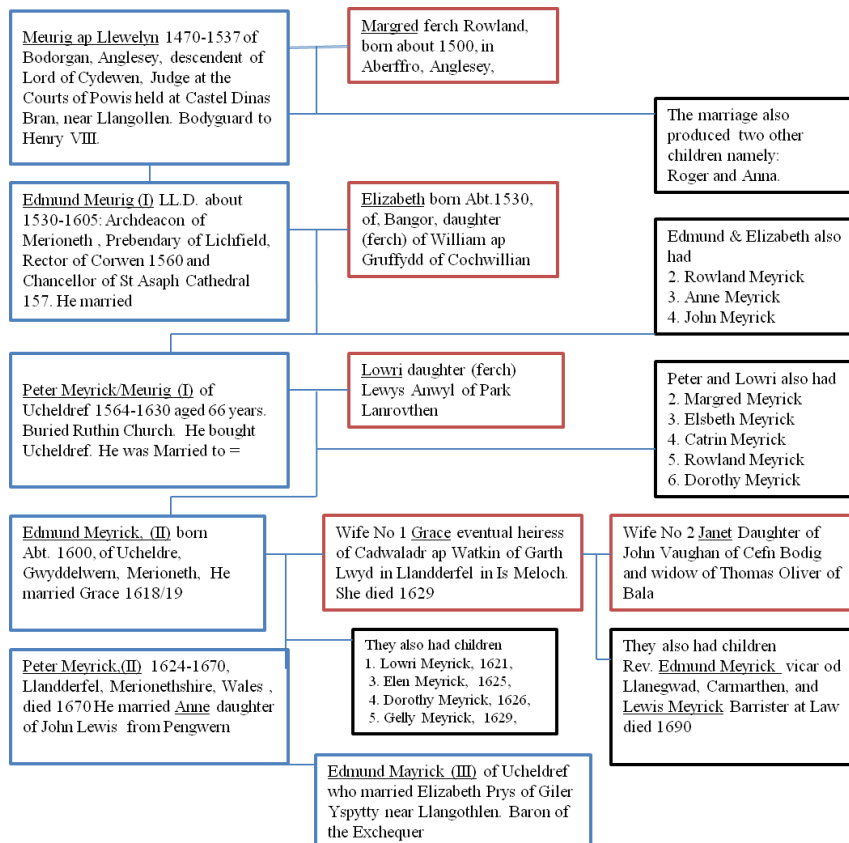 Meurig ap Llewelyn 1470-1537 of
Bodorgan, Anglesey, descendent of
Lord of Cydewen, Judge at the
Courts of Powis held at Castel Dinas
Bran, near Llangollen. Bodyguard to
Henry VIII.
Margred ferch Rowland,
born about 1500, in
Aberffro, Anglesey,
The marriage also
produced two other
children namely:
Roger and Anna.
Edmund Meurig (I) LL.D. about
1530-1605: Archdeacon of
Merioneth , Prebendary of Lichfield,
Rector of Corwen 1560 and
Chancellor of St Asaph Cathedral
157. He married
Elizabeth born Abt.1530,
of, Bangor, daughter
(ferch) of William ap
Gruffydd of Cochwillian
Edmund & Elizabeth also
had
2. Rowland Meyrick
3. Anne Meyrick
4. John Meyrick
Peter Meyrick/Meurig (I) of
Ucheldref 1564-1630 aged 66 years.
Buried Ruthin Church. He bought
Ucheldref. He was Married to =
Lowri daughter (ferch)
Lewys Anwyl of Park
Lanrovthen
Peter and Lowri also had
2. Margred Meyrick
3. Elsbeth Meyrick
4. Catrin Meyrick
5. Rowland Meyrick
6. Dorothy Meyrick
Edmund Meyrick, (II) born
Abt. 1600, of Ucheldre,
Gwyddelwern, Merioneth, He
married Grace 1618/19
Wife No 1 Grace eventual heiress
of Cadwaladr ap Watkin of Garth
Lwyd in Llandderfel in Is Meloch.
She died 1629
Wife No 2 Janet Daughter of
John Vaughan of Cefn Bodig
and widow of Thomas Oliver of
Bala
Peter Meyrick,(II) 1624-1670,
Llandderfel, Merionethshire, Wales ,
died 1670 He married Anne daughter
of John Lewis from Pengwern
They also had children
1. Lowri Meyrick, 1621,
3. Elen Meyrick, 1625,
4. Dorothy Meyrick, 1626,
5. Gelly Meyrick, 1629,
They also had children
Rev. Edmund Meyrick vicar od
Llanegwad, Carmarthen, and
Lewis Meyrick Barrister at Law
died 1690
Edmund Mayrick (III) of Ucheldref
who married Elizabeth Prys of Giler
Yspytty near Llangothlen. Baron of
the Exchequer